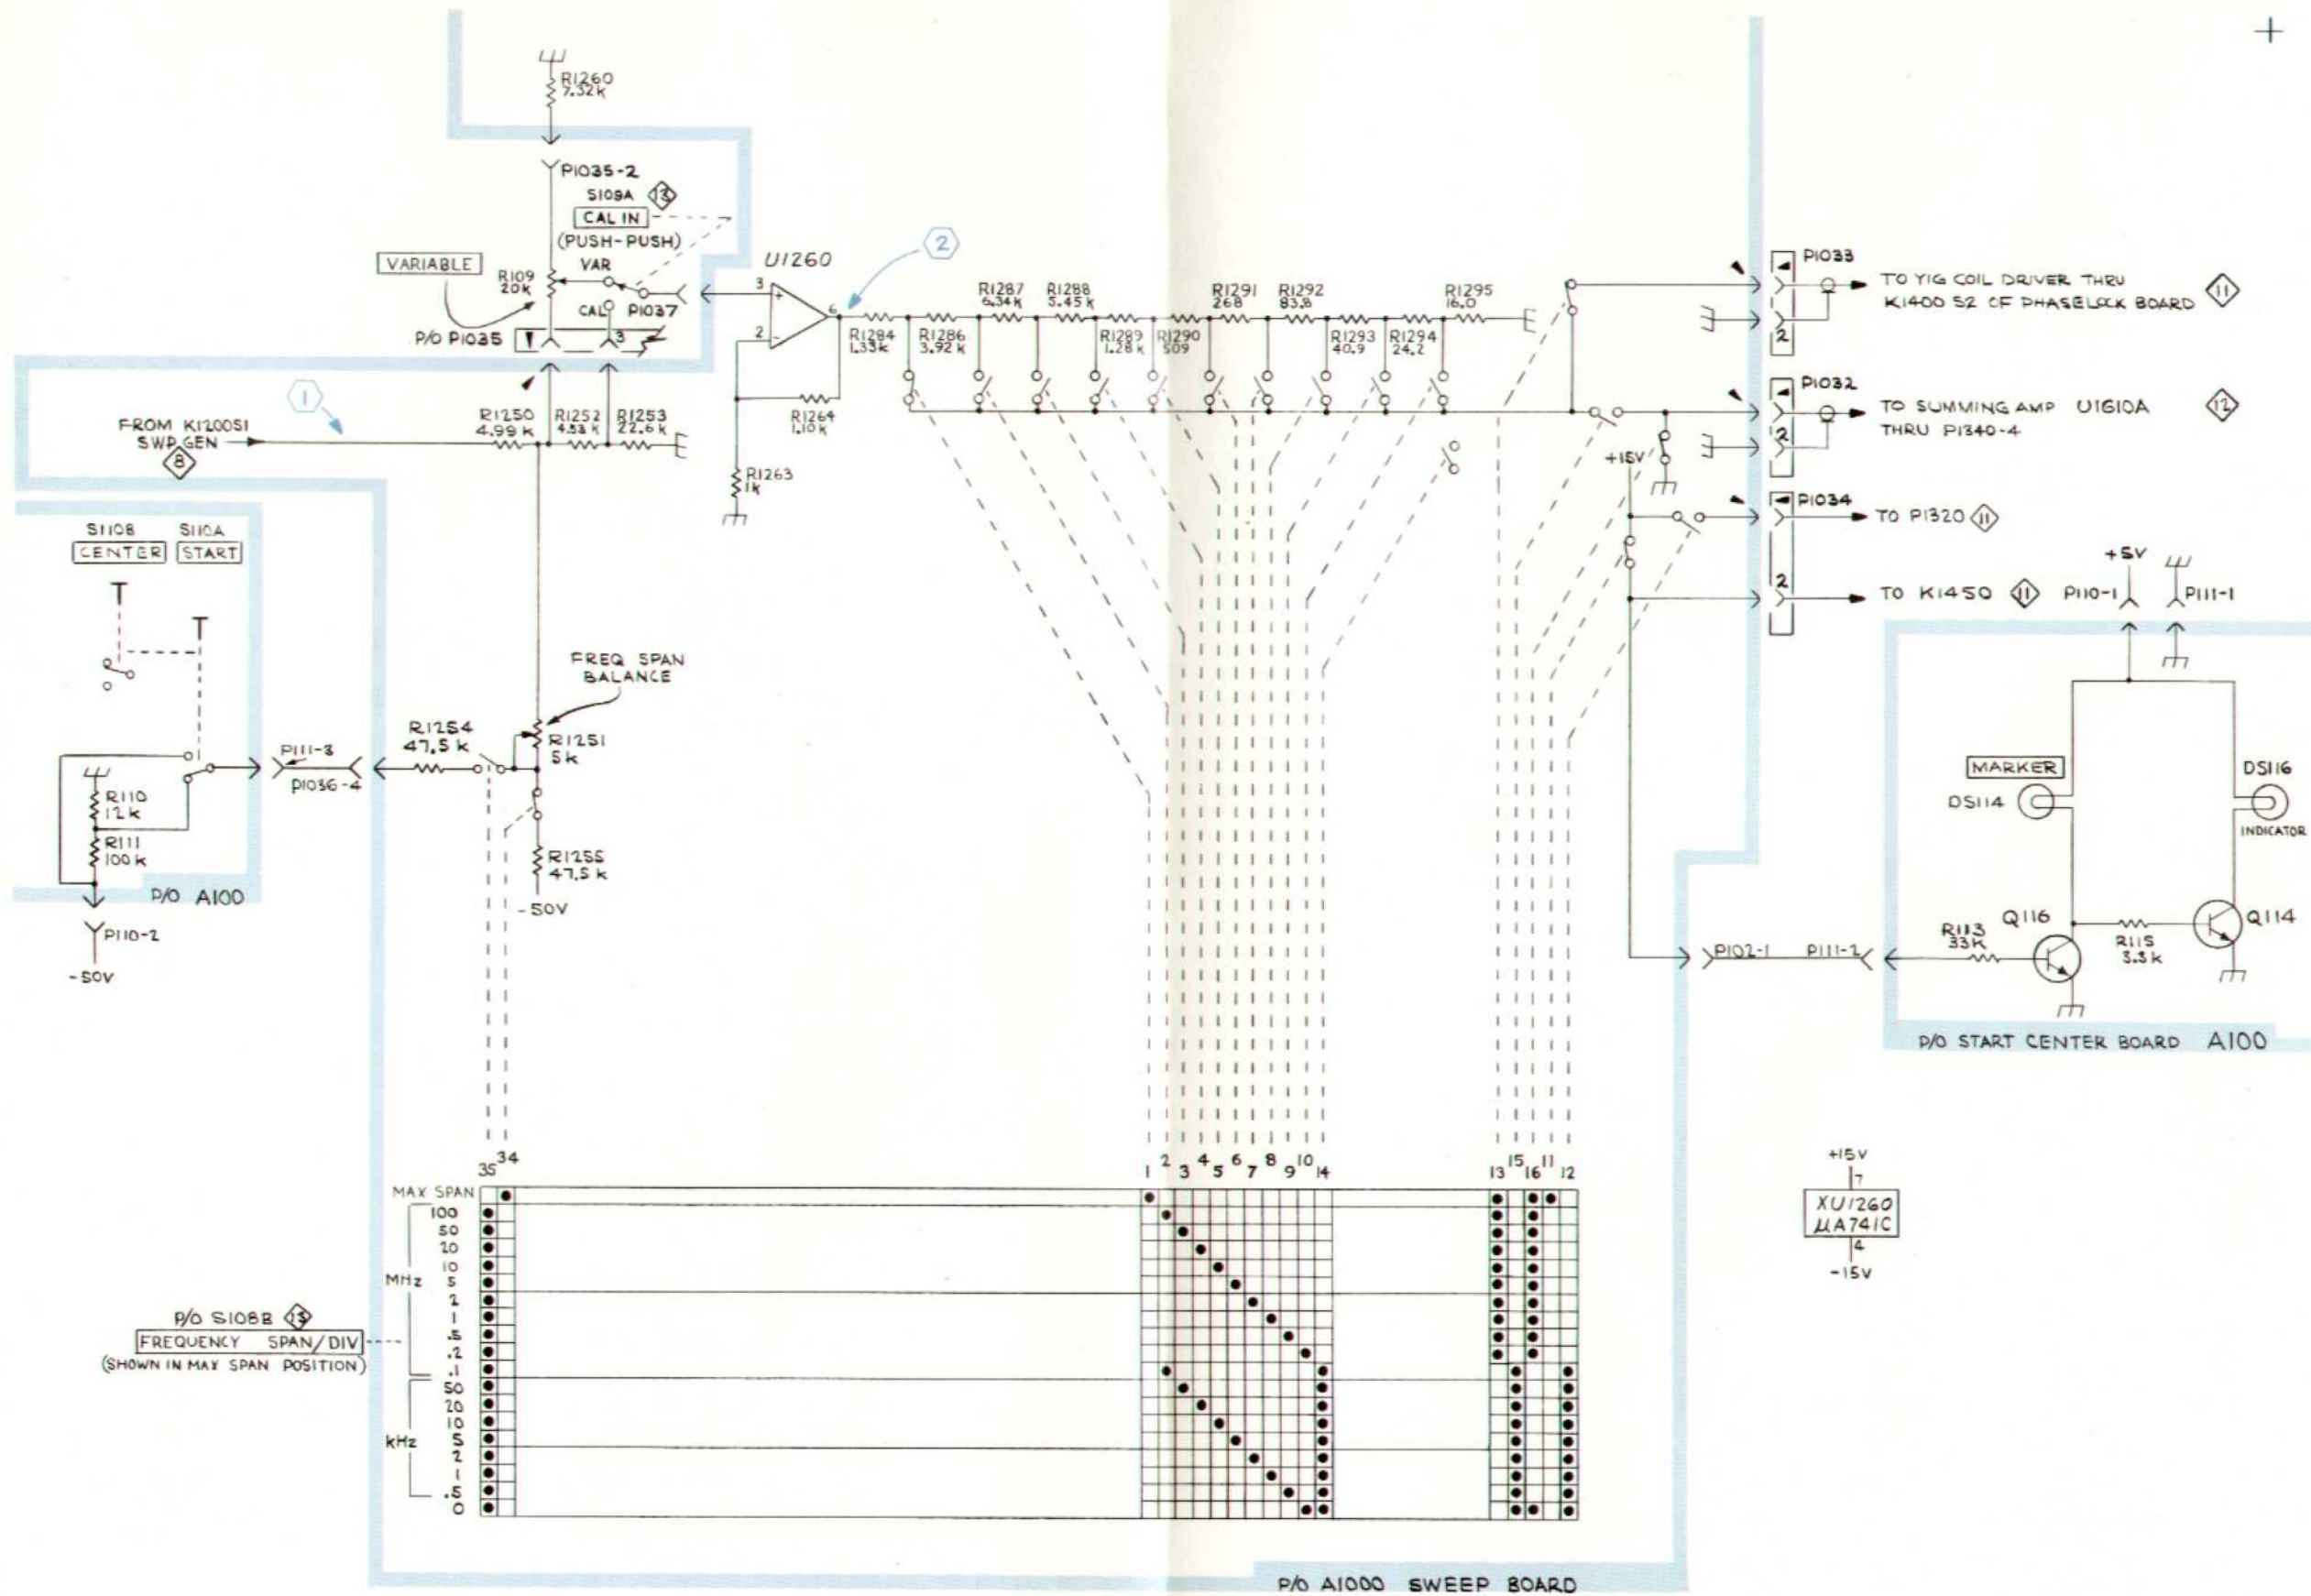 R1260
7.32k
P1035-2
S109A 13
CAL IN
(PUSH-PUSH)
VARIABLE
R109
20k
VAR
CAL
P1037
P/O P1035
3
U1260
3
+
2
-
6
2
R1284
1.33k
R1286
3.92k
R1287
6.34k
R1288
5.45k
R1289
1.28k
R1290
509
R1291
268
R1292
83.8
R1293
40.9
R1294
24.2
R1295
16.0
P1033
2
TO YIG COIL DRIVER THRU
K1400 S2 OF PHASELOCK BOARD
11
P1032
2
TO SUMMING AMP U1610A
THRU P1340-4
12
+15V
P1034
TO P1320 11
2
TO K1450 11
1
FROM K1200S1
SWP GEN
8
R1250
4.99k
R1252
4.53k
R1253
22.6k
R1264
1.10k
R1263
1k
S110B
CENTER
S110A
START
R110
12k
R111
100k
P/O A100
P110-2
-50V
P111-3
P1036-4
R1254
47.5k
FREQ SPAN
BALANCE
R1251
5k
R1255
47.5k
-50V
+5V
P110-1
P111-1
MARKER
DS114
DS116
INDICATOR
Q116
Q114
R113
33K
R115
3.3k
P102-1
P111-2
P/O START CENTER BOARD A100
+15V
7
XU1260
μA741C
4
-15V
35 34 1 2 3 4 5 6 7 8 9 10 14 13 15 16 11 12
MAX SPAN
100
50
20
10
MHz 5
2
1
.5
.2
.1
50
20
10
kHz 5
2
1
.5
0
P/O S108B 13
FREQUENCY SPAN/DIV
(SHOWN IN MAX SPAN POSITION)
P/O A1000 SWEEP BOARD